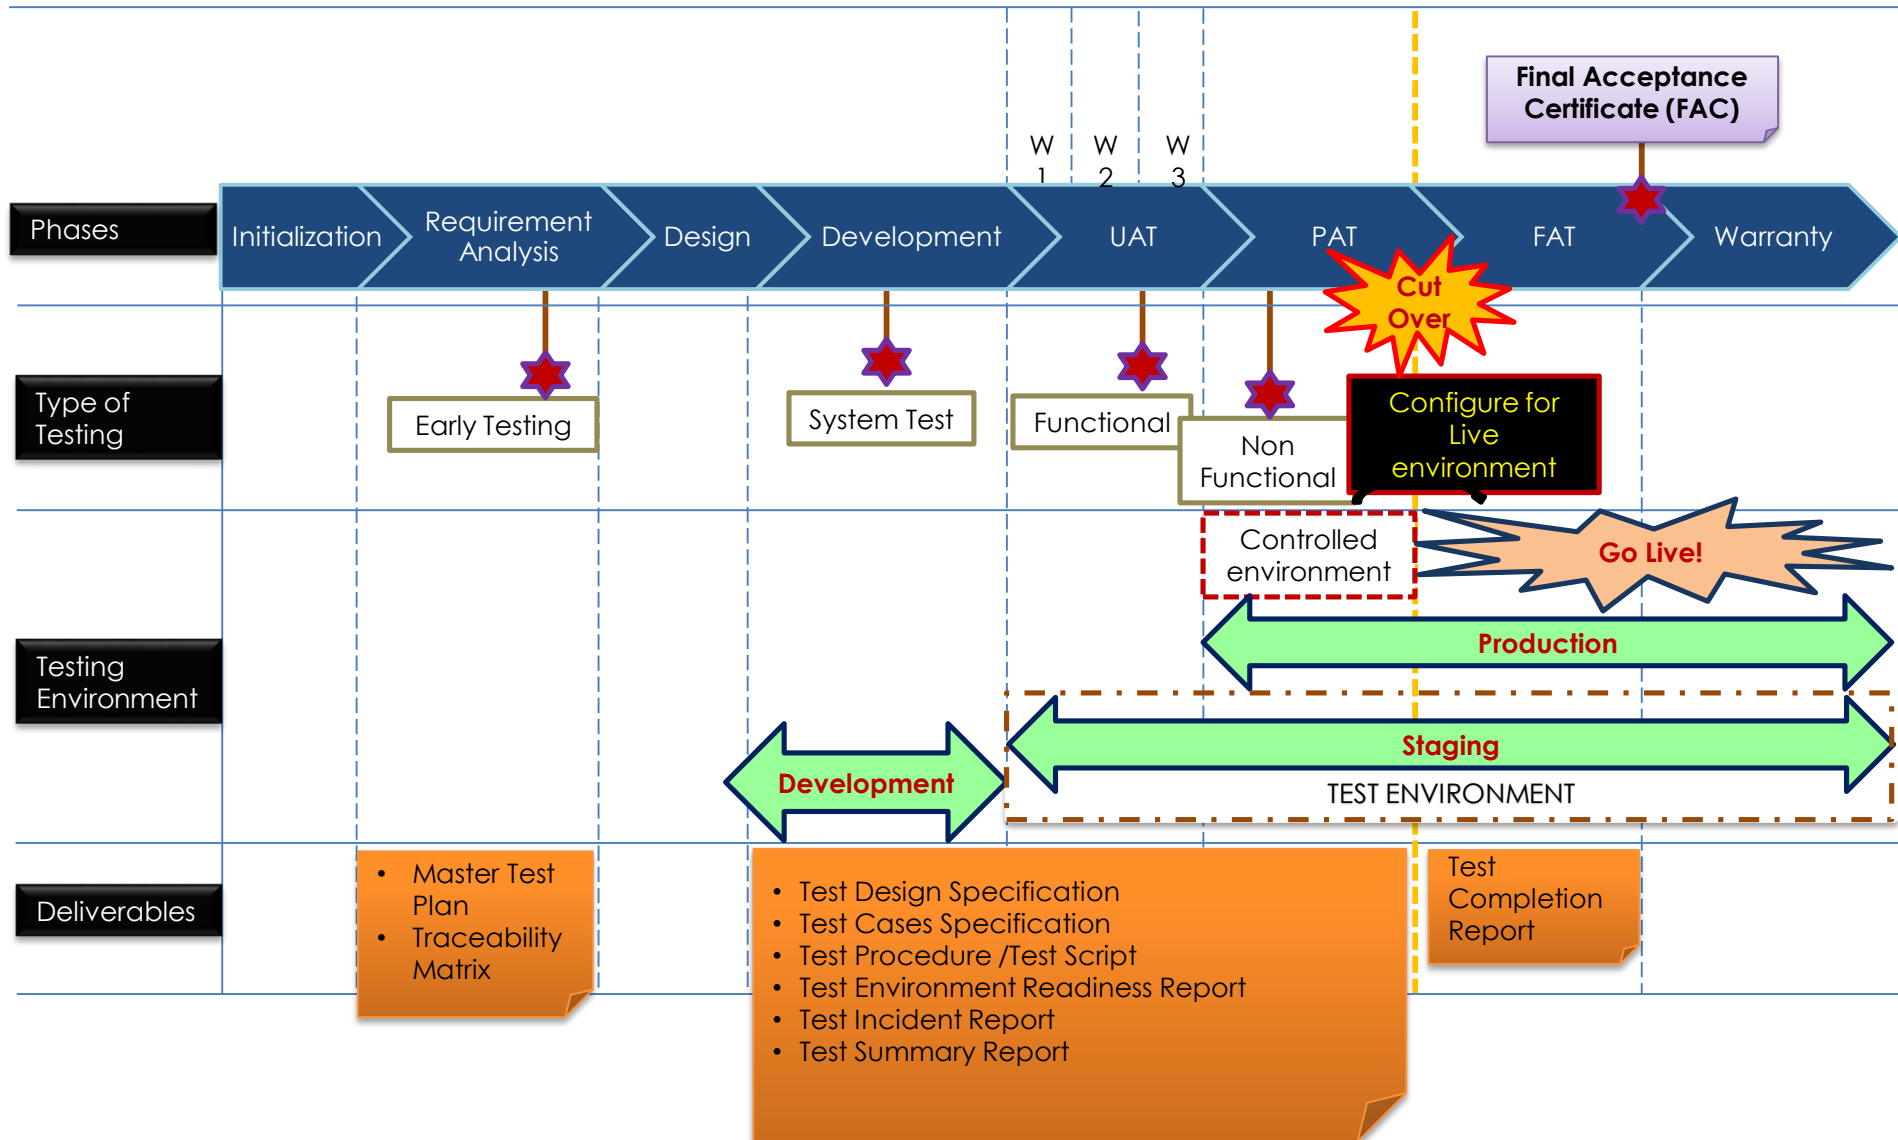 Final Acceptance
Certificate (FAC)
W
1
W
2
W
3
Phases
Initialization
Requirement
Analysis
Design
Development
UAT
PAT
FAT
Warranty
Cut
Over
Type of
Testing
Early Testing
System Test
Functional
Non
Functional
Configure for
Live
environment
Controlled
environment
Go Live!
Production
Testing
Environment
Staging
Development
TEST ENVIRONMENT
Deliverables
• Master Test
Plan
• Traceability
Matrix
• Test Design Specification
• Test Cases Specification
• Test Procedure /Test Script
• Test Environment Readiness Report
• Test Incident Report
• Test Summary Report
Test
Completion
Report